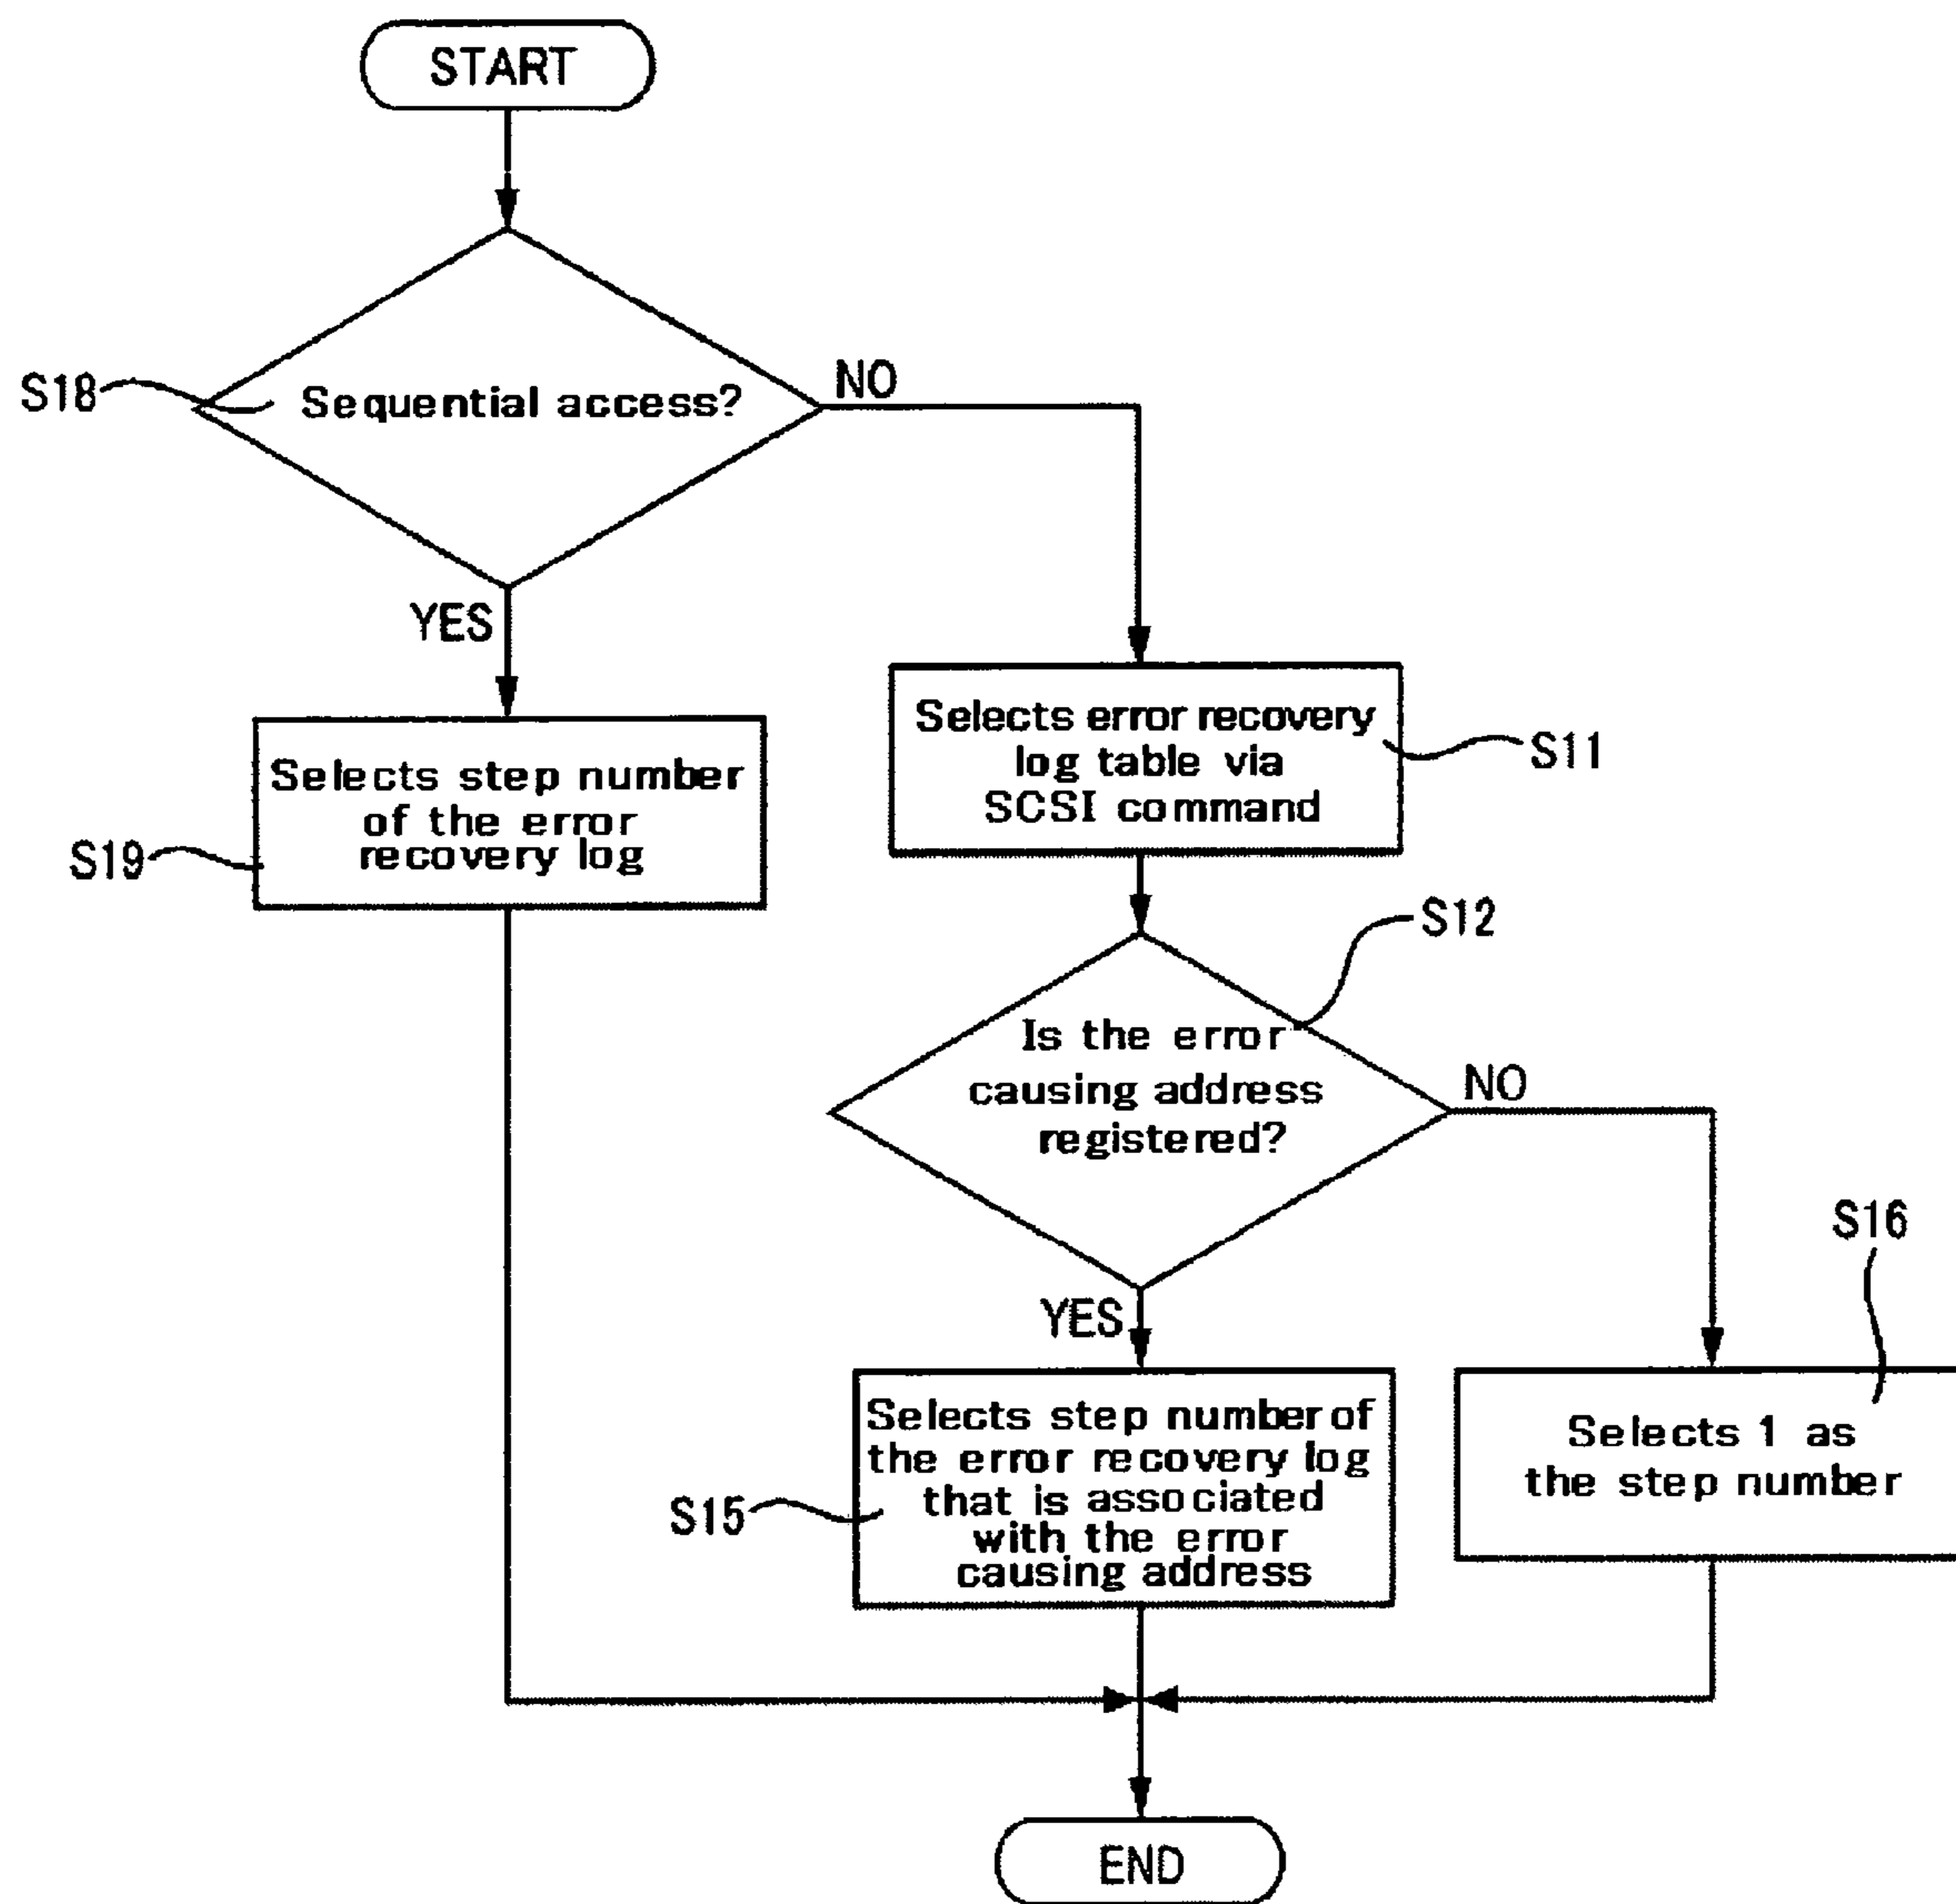 START
S18
Sequential access?
NO
YES
Selects step number
of the error
recovery log
S19
Selects error recovery
log table via
SCSI command
S11
S12
Is the error
causing address
registered?
NO
YES
S16
Selects step number of
the error recovery log
that is associated
with the error
causing address
S15
Selects 1 as
the step number
END